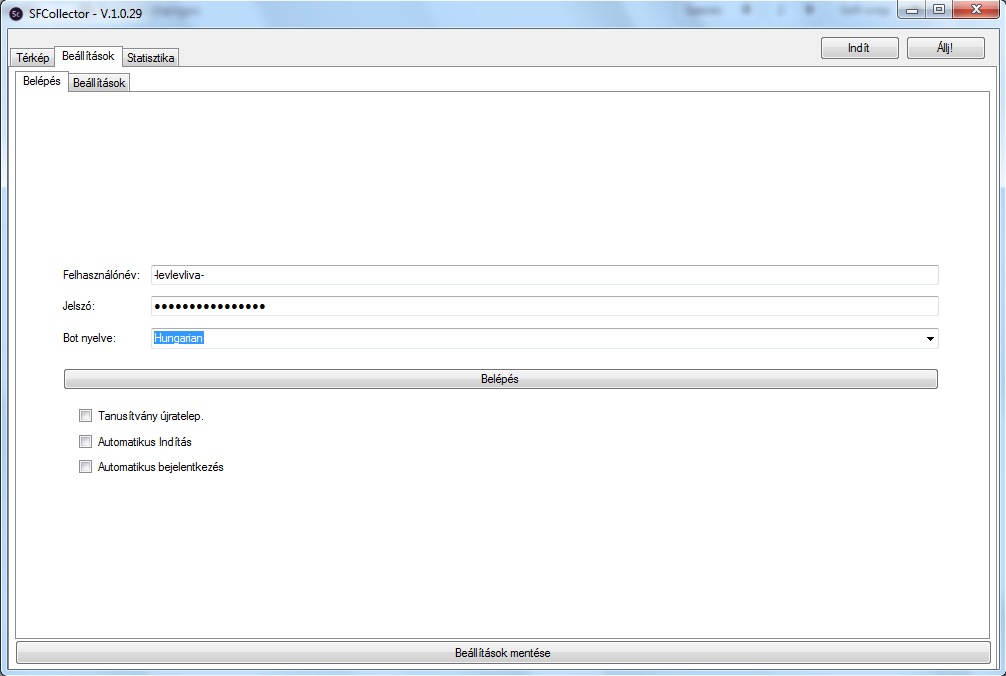 Sc SFCollector - V.1.0.29
Indít Állj!
Térkép Beállítások Statisztika
Belépés Beállítások
Felhasználónév: -levlevliva-
Jelszó: ●●●●●●●●●●●●●●●●
Bot nyelve: Hungarian
Belépés
Tanusítvány újratelep.
Automatikus Indítás
Automatikus bejelentkezés
Beállítások mentése